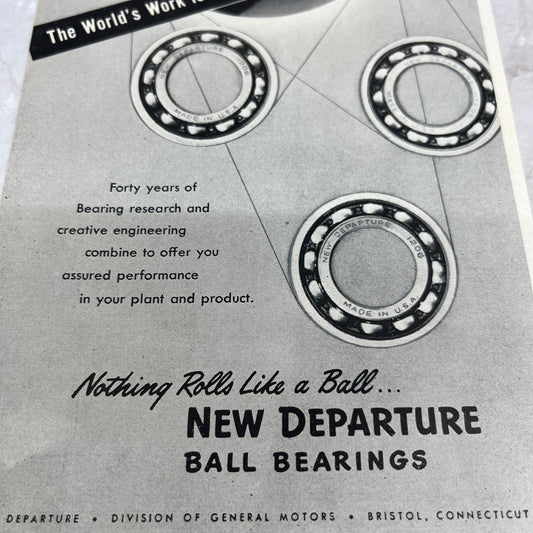 The World's Work
NEW DEPARTURE 1206
MADE IN U.S.A.
NEW DEPARTURE
MADE
NEW DEPARTURE 1206
MADE IN U.S.A.
Forty years of
Bearing research and
creative engineering
combine to offer you
assured performance
in your plant and product.
Nothing Rolls Like a Ball...
NEW DEPARTURE
BALL BEARINGS
DEPARTURE • DIVISION OF GENERAL MOTORS • BRISTOL, CONNECTICUT